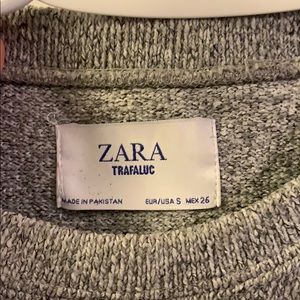 ZARA
TRAFALUC
MADE IN PAKISTAN EUR/USA S MEX 26